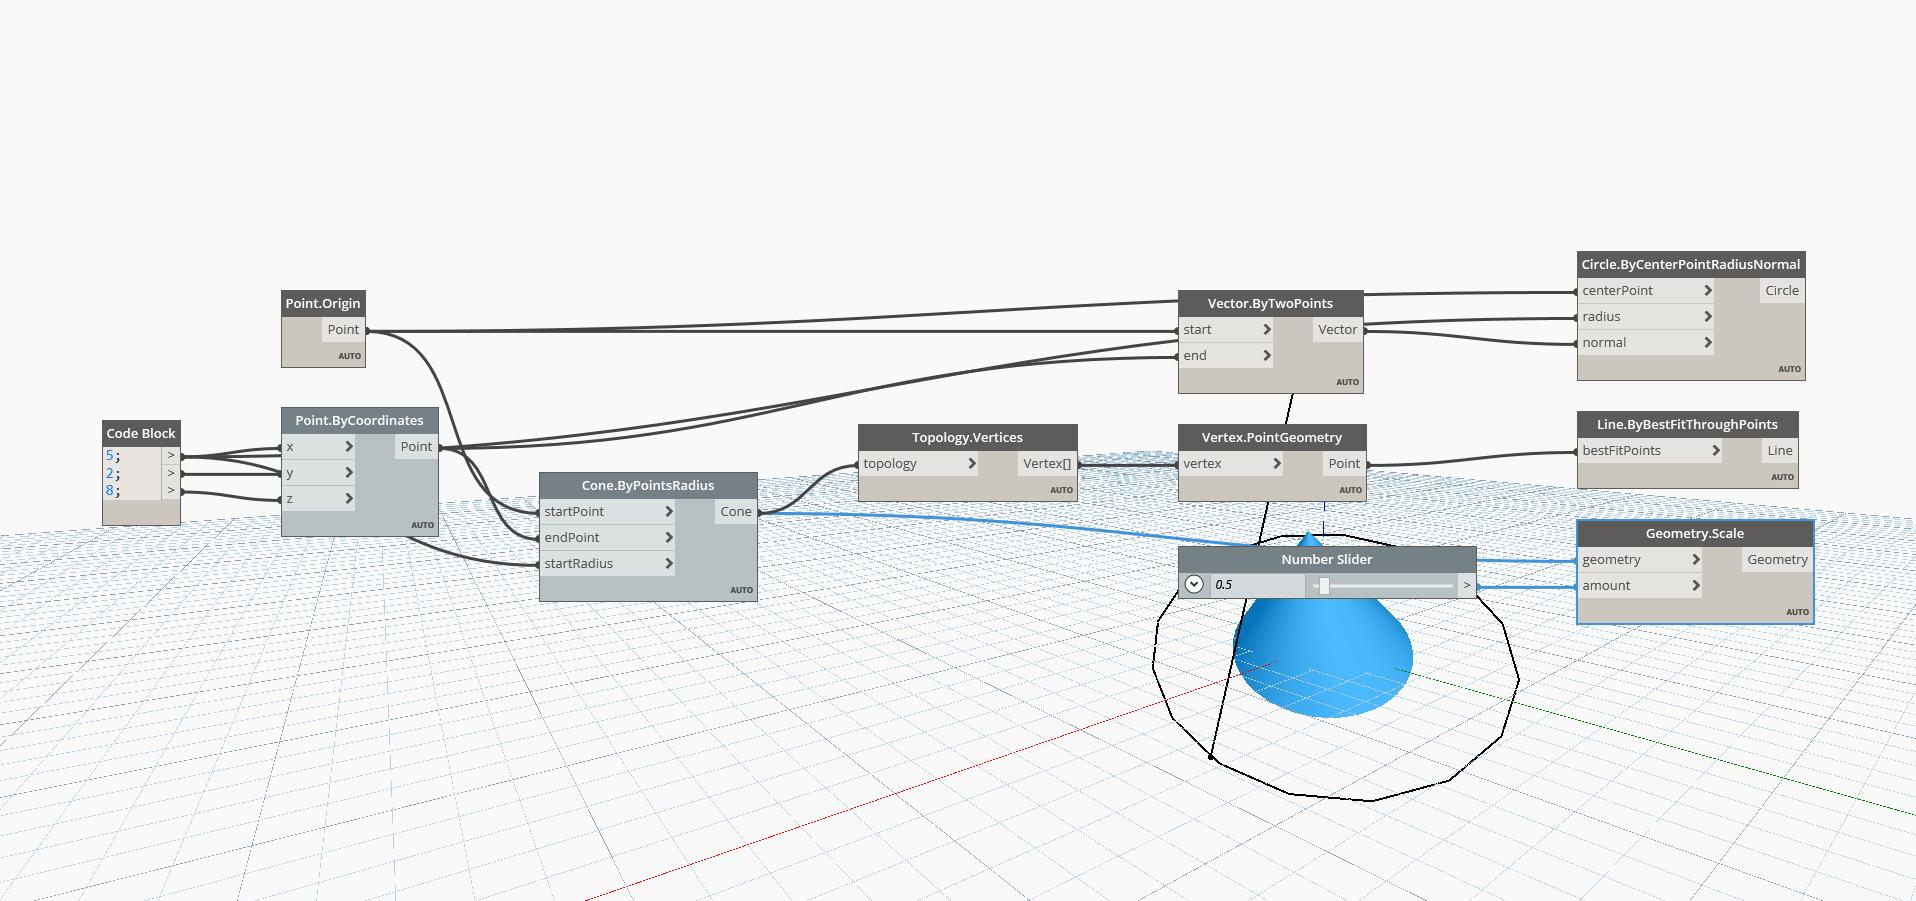 Circle.ByCenterPointRadiusNormal
centerPoint > Circle
radius >
normal >
AUTO
Point.Origin
Point
AUTO
Vector.ByTwoPoints
start > Vector
end >
AUTO
Code Block
5; >
2; >
8; >
Point.ByCoordinates
x > Point
y >
z >
AUTO
Cone.ByPointsRadius
startPoint > Cone
endPoint >
startRadius >
AUTO
Topology.Vertices
topology > Vertex[]
AUTO
Vertex.PointGeometry
vertex > Point
AUTO
Line.ByBestFitThroughPoints
bestFitPoints > Line
AUTO
Number Slider
0.5 >
Geometry.Scale
geometry > Geometry
amount >
AUTO